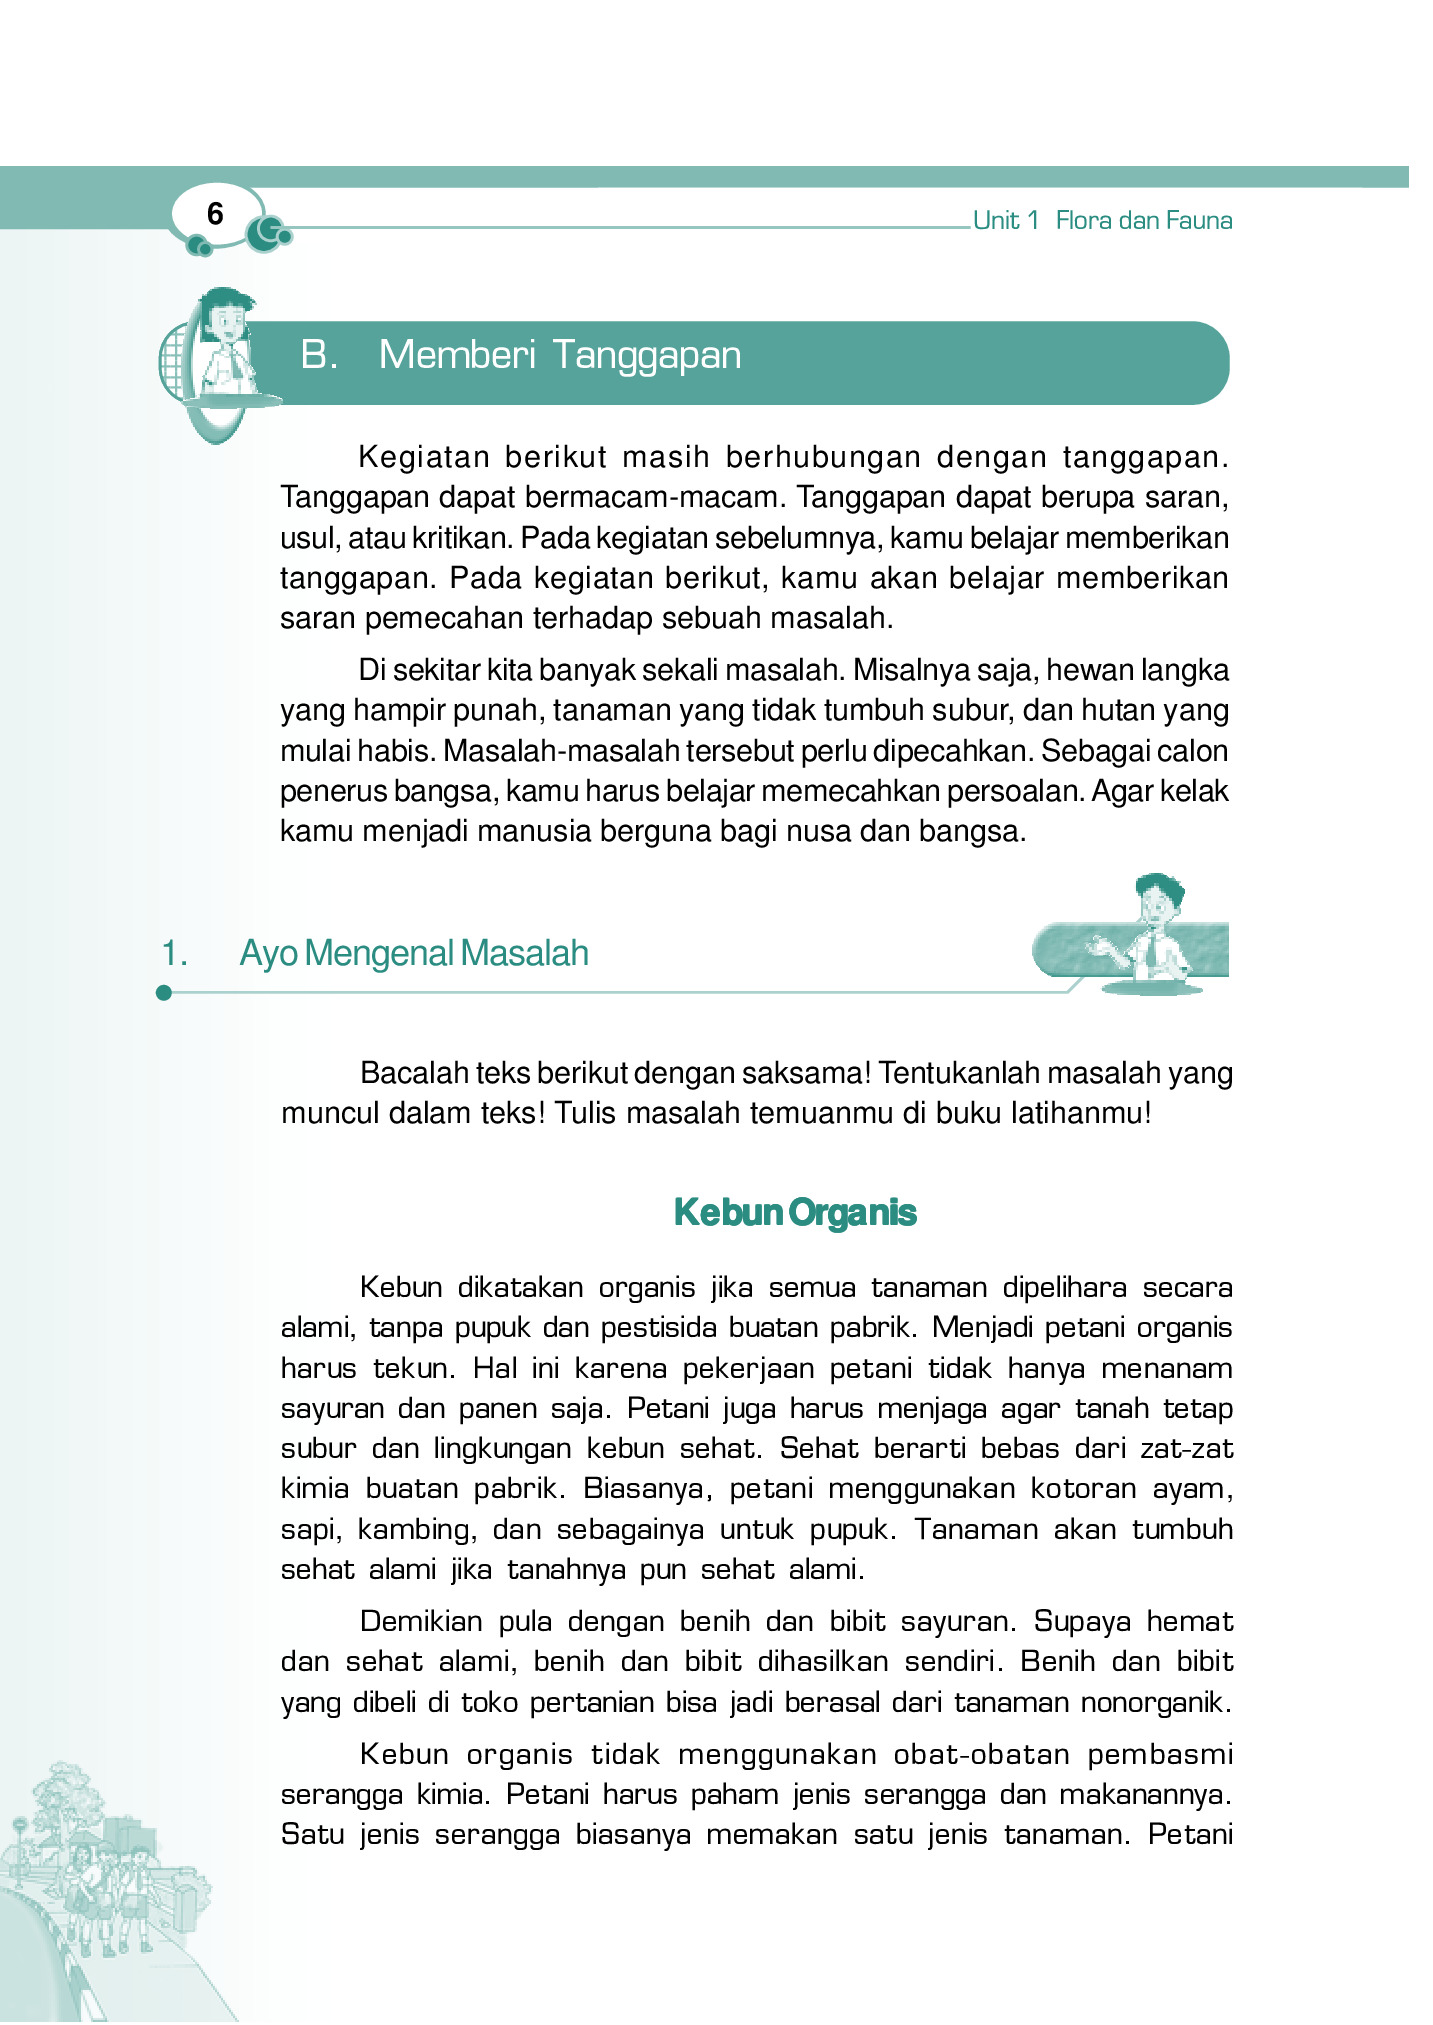 6
Unit 1 Flora dan Fauna
B. Memberi Tanggapan
Kegiatan berikut masih berhubungan dengan tanggapan.
Tanggapan dapat bermacam-macam. Tanggapan dapat berupa saran,
usul, atau kritikan. Pada kegiatan sebelumnya, kamu belajar memberikan
tanggapan. Pada kegiatan berikut, kamu akan belajar memberikan
saran pemecahan terhadap sebuah masalah.
Di sekitar kita banyak sekali masalah. Misalnya saja, hewan langka
yang hampir punah, tanaman yang tidak tumbuh subur, dan hutan yang
mulai habis. Masalah-masalah tersebut perlu dipecahkan. Sebagai calon
penerus bangsa, kamu harus belajar memecahkan persoalan. Agar kelak
kamu menjadi manusia berguna bagi nusa dan bangsa.
1. Ayo Mengenal Masalah
Bacalah teks berikut dengan saksama! Tentukanlah masalah yang
muncul dalam teks! Tulis masalah temuanmu di buku latihanmu!
Kebun Organis
Kebun dikatakan organis jika semua tanaman dipelihara secara
alami, tanpa pupuk dan pestisida buatan pabrik. Menjadi petani organis
harus tekun. Hal ini karena pekerjaan petani tidak hanya menanam
sayuran dan panen saja. Petani juga harus menjaga agar tanah tetap
subur dan lingkungan kebun sehat. Sehat berarti bebas dari zat-zat
kimia buatan pabrik. Biasanya, petani menggunakan kotoran ayam,
sapi, kambing, dan sebagainya untuk pupuk. Tanaman akan tumbuh
sehat alami jika tanahnya pun sehat alami.
Demikian pula dengan benih dan bibit sayuran. Supaya hemat
dan sehat alami, benih dan bibit dihasilkan sendiri. Benih dan bibit
yang dibeli di toko pertanian bisa jadi berasal dari tanaman nonorganik.
Kebun organis tidak menggunakan obat-obatan pembasmi
serangga kimia. Petani harus paham jenis serangga dan makanannya.
Satu jenis serangga biasanya memakan satu jenis tanaman. Petani